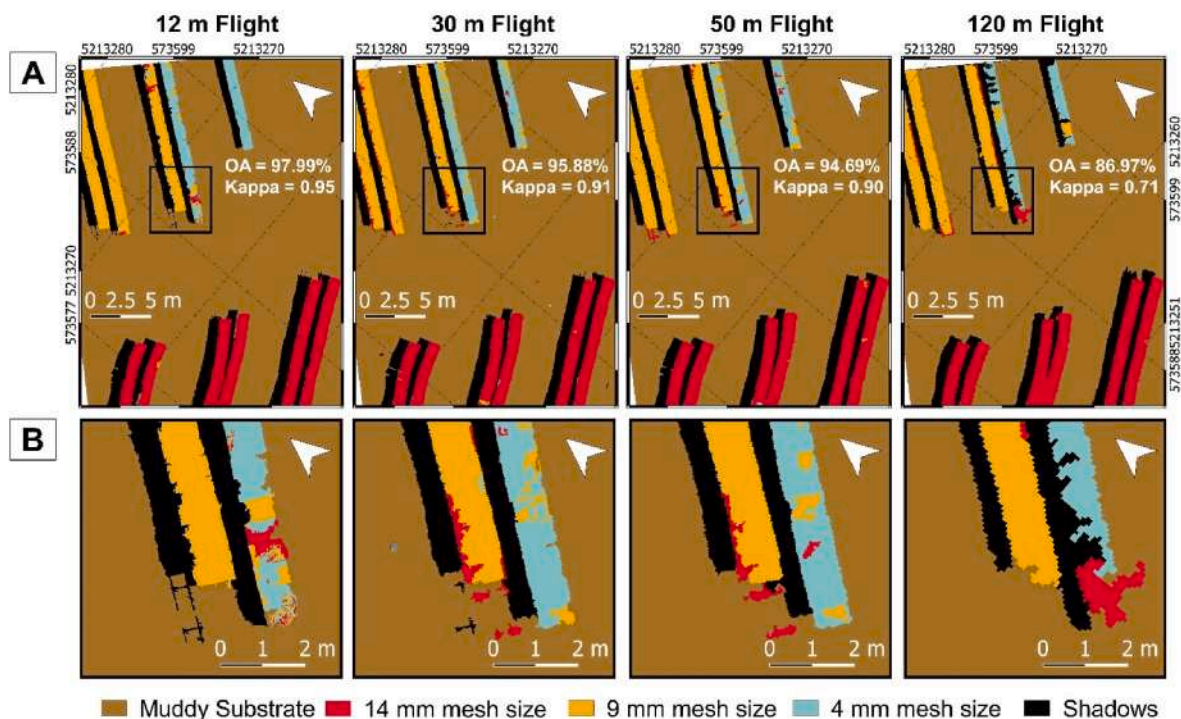 12 m Flight 30 m Flight 50 m Flight 120 m Flight
5213280 573599 5213270 5213280 573599 5213270 5213280 573599 5213270 5213280 573599 5213270
A
5213280
573588
5213270
573577
OA = 97.99%
Kappa = 0.95
0 2.5 5 m
OA = 95.88%
Kappa = 0.91
0 2.5 5 m
OA = 94.69%
Kappa = 0.90
0 2.5 5 m
OA = 86.97%
Kappa = 0.71
0 2.5 5 m
5213260
573599
5213251
573588
B
0 1 2 m 0 1 2 m 0 1 2 m 0 1 2 m
Muddy Substrate 14 mm mesh size 9 mm mesh size 4 mm mesh size Shadows